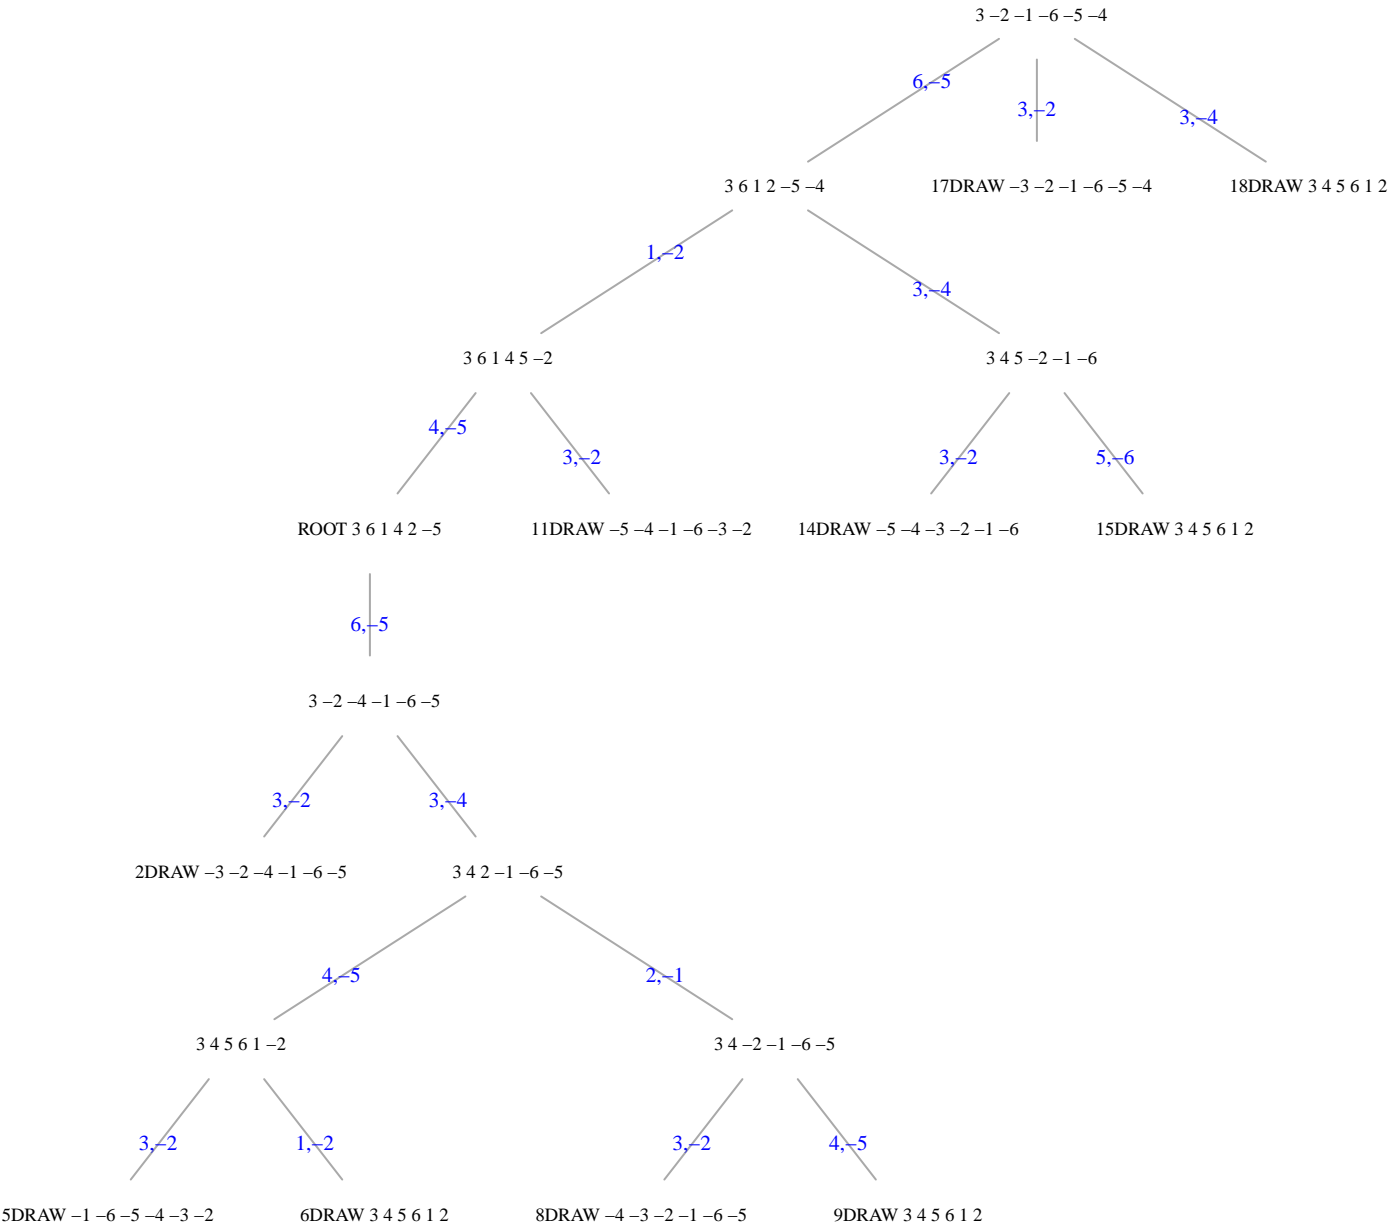 3 –2 –1 –6 –5 –4
6,–5
3,–2
3,–4
3 6 1 2 –5 –4
17DRAW –3 –2 –1 –6 –5 –4
18DRAW 3 4 5 6 1 2
1,–2
3,–4
3 6 1 4 5 –2
3 4 5 –2 –1 –6
4,–5
3,–2
3,–2
5,–6
ROOT 3 6 1 4 2 –5
11DRAW –5 –4 –1 –6 –3 –2
14DRAW –5 –4 –3 –2 –1 –6
15DRAW 3 4 5 6 1 2
6,–5
3 –2 –4 –1 –6 –5
3,–2
3,–4
2DRAW –3 –2 –4 –1 –6 –5
3 4 2 –1 –6 –5
4,–5
2,–1
3 4 5 6 1 –2
3 4 –2 –1 –6 –5
3,–2
1,–2
3,–2
4,–5
5DRAW –1 –6 –5 –4 –3 –2
6DRAW 3 4 5 6 1 2
8DRAW –4 –3 –2 –1 –6 –5
9DRAW 3 4 5 6 1 2